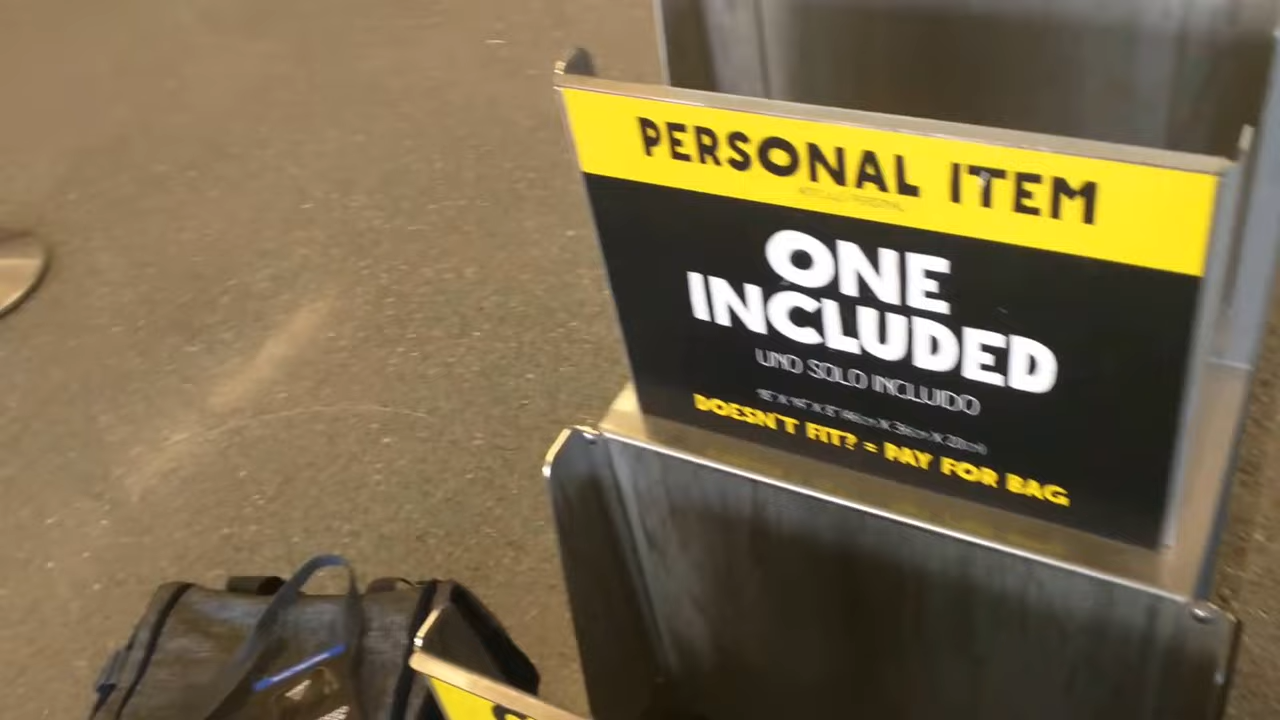 PERSONAL ITEM
ONE
INCLUDED
UNO SOLO INCLUIDO
DOESN'T FIT? = PAY FOR BAG